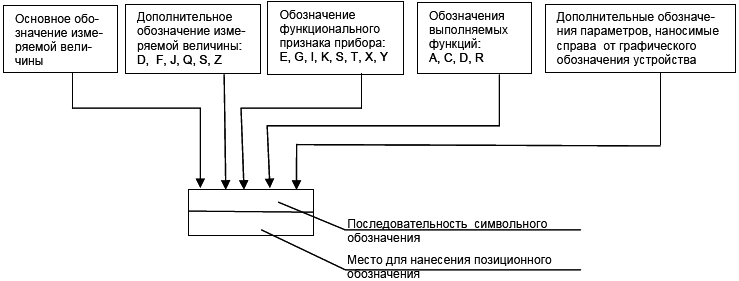 Основное обо-
значение изме-
ряемой вели-
чины
Дополнительное
обозначение изме-
ряемой величины:
D, F, J, Q, S, Z
Обозначение
функционального
признака прибора:
E, G, I, K, S, T, X, Y
Обозначения
выполняемых
функций:
A, C, D, R
Дополнительные обозначе-
ния параметров, наносимые
справа от графического
обозначения устройства
Последовательность символьного
обозначения
Место для нанесения позиционного
обозначения